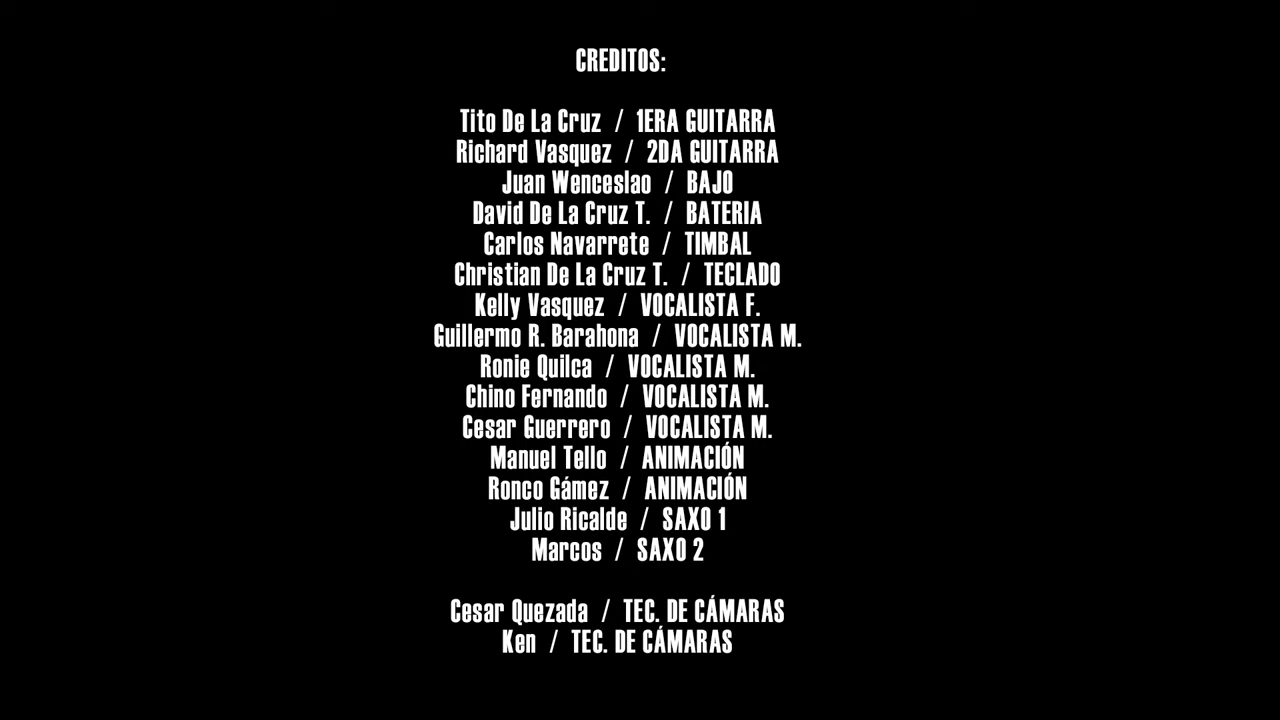 CREDITOS:
Tito De La Cruz / 1ERA GUITARRA
Richard Vasquez / 2DA GUITARRA
Juan Wenceslao / BAJO
David De La Cruz T. / BATERIA
Carlos Navarrete / TIMBAL
Christian De La Cruz T. / TECLADO
Kelly Vasquez / VOCALISTA F.
Guillermo R. Barahona / VOCALISTA M.
Ronie Quilca / VOCALISTA M.
Chino Fernando / VOCALISTA M.
Cesar Guerrero / VOCALISTA M.
Manuel Tello / ANIMACIÓN
Ronco Gámez / ANIMACIÓN
Julio Ricalde / SAXO 1
Marcos / SAXO 2
Cesar Quezada / TEC. DE CÁMARAS
Ken / TEC. DE CÁMARAS